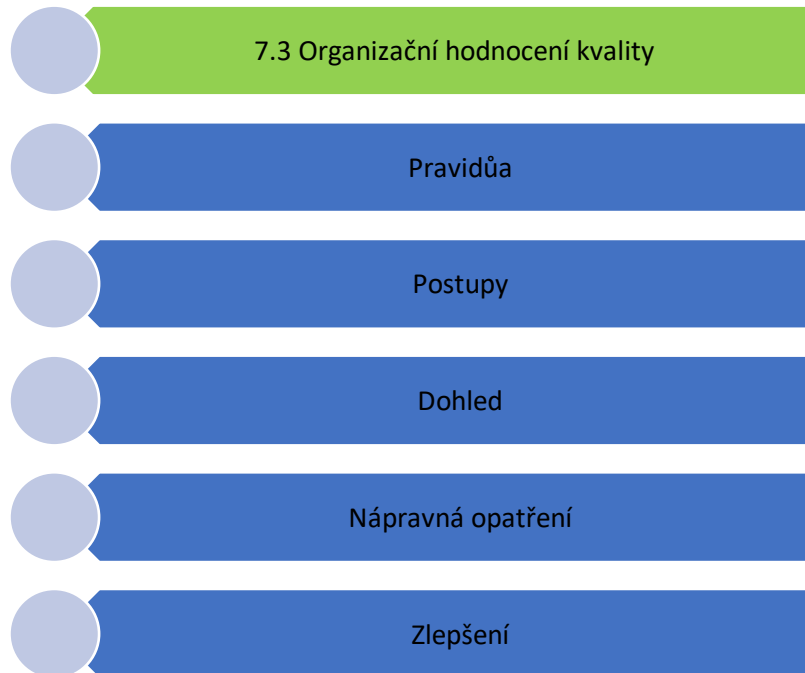 7.3 Organizační hodnocení kvality
Pravidůa
Postupy
Dohled
Nápravná opatření
Zlepšení